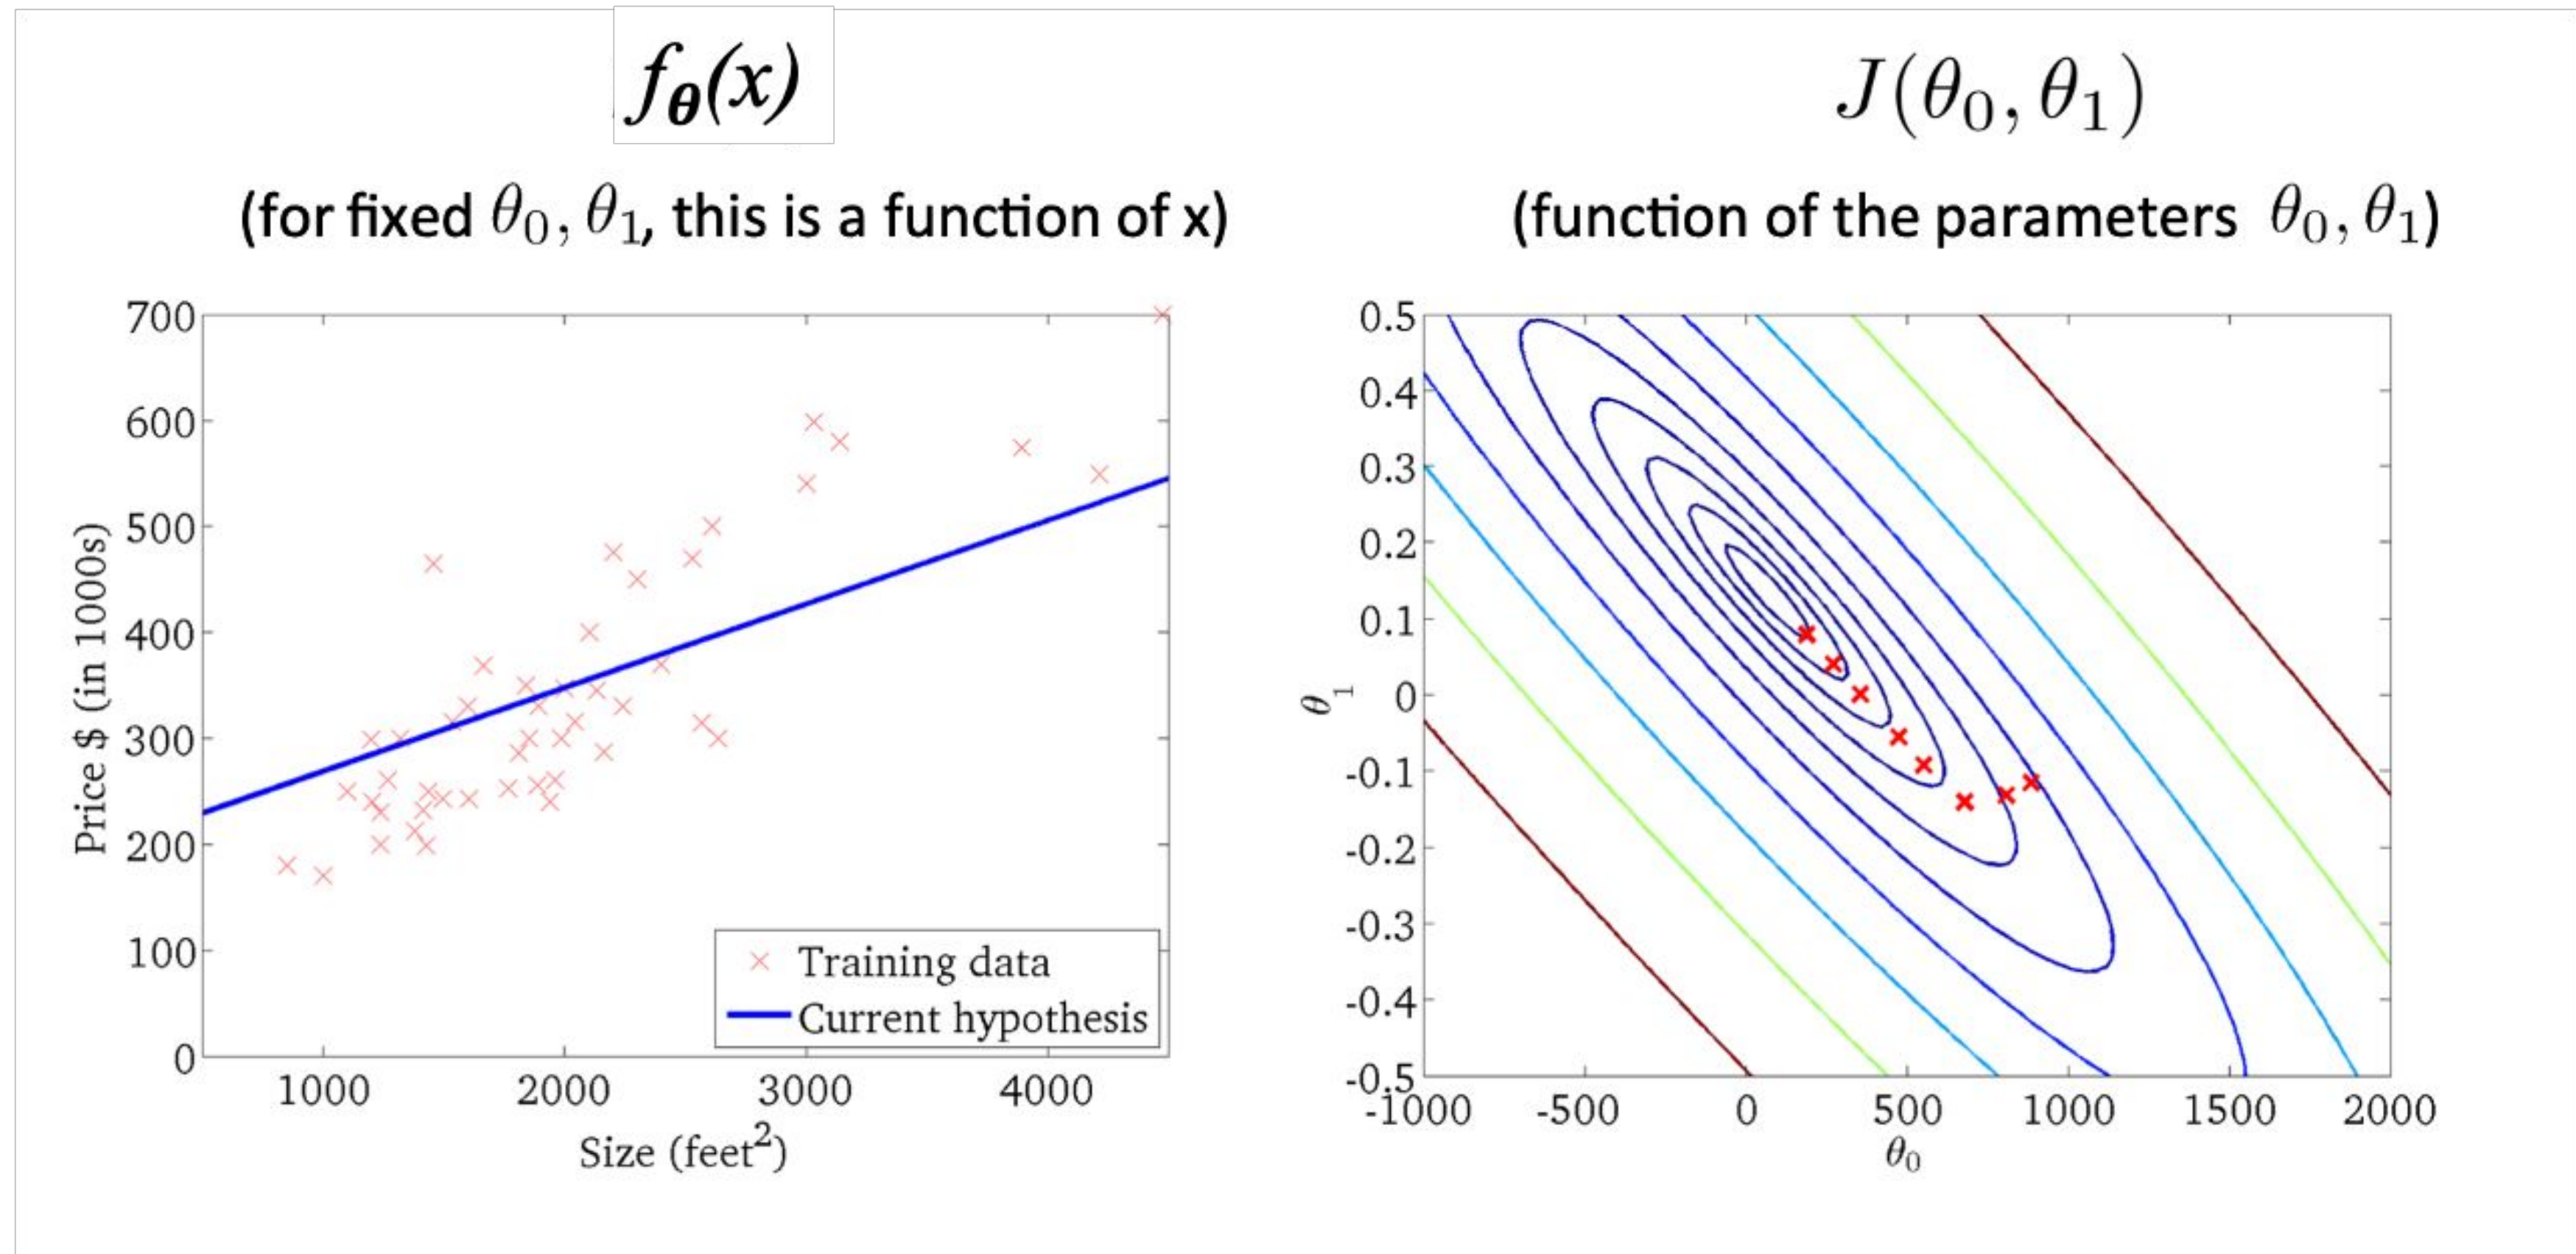 f𝜽(x)
J(θ₀, θ₁)
(for fixed θ₀, θ₁, this is a function of x)
(function of the parameters θ₀, θ₁)
700
600
500
400
300
200
100
0
Price $ (in 1000s)
1000 2000 3000 4000
Size (feet²)
Training data
Current hypothesis
0.5
0.4
0.3
0.2
0.1
0
-0.1
-0.2
-0.3
-0.4
-0.5
θ₁
-1000 -500 0 500 1000 1500 2000
θ₀